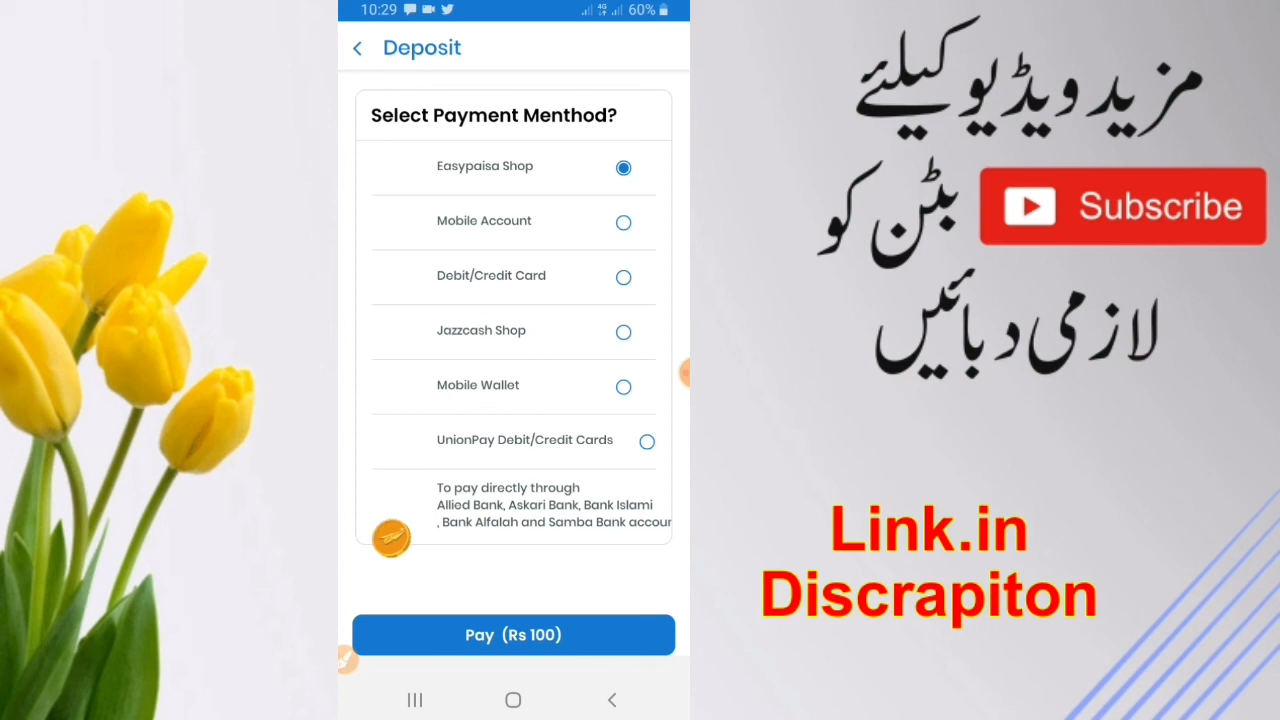 10:29
4G
60%
Deposit
Select Payment Menthod?
Easypaisa Shop
Mobile Account
Debit/Credit Card
Jazzcash Shop
Mobile Wallet
UnionPay Debit/Credit Cards
To pay directly through
Allied Bank, Askari Bank, Bank Islami
, Bank Alfalah and Samba Bank accour
Pay (Rs 100)
مزید ویڈیو کیلئے
Subscribe بٹن کو
لازمی دبائیں
Link.in
Discrapiton